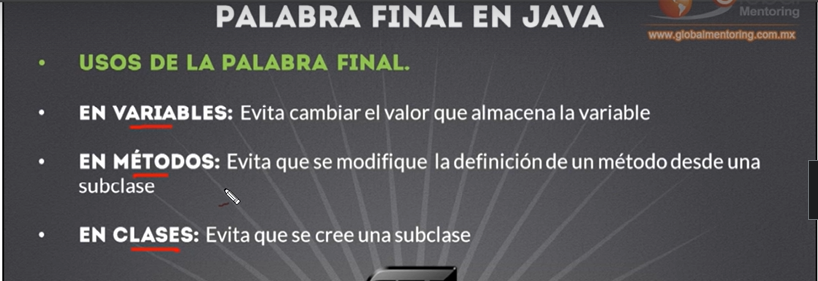 PALABRA FINAL EN JAVA
Mentoring
www.globalmentoring.com.mx
• USOS DE LA PALABRA FINAL.
• EN VARIABLES: Evita cambiar el valor que almacena la variable
• EN MÉTODOS: Evita que se modifique la definición de un método desde una
subclase
• EN CLASES: Evita que se cree una subclase